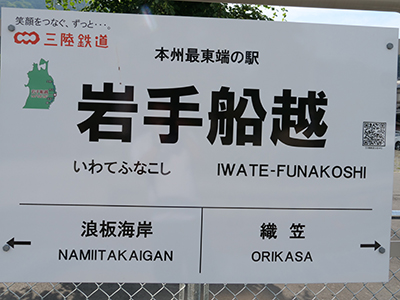 笑顔をつなぐ、ずっと・・・。
三陸鉄道
本州最東端の駅
岩手船越
いわてふなこし IWATE-FUNAKOSHI
浪板海岸 織笠
NAMIITAKAIGAN ORIKASA